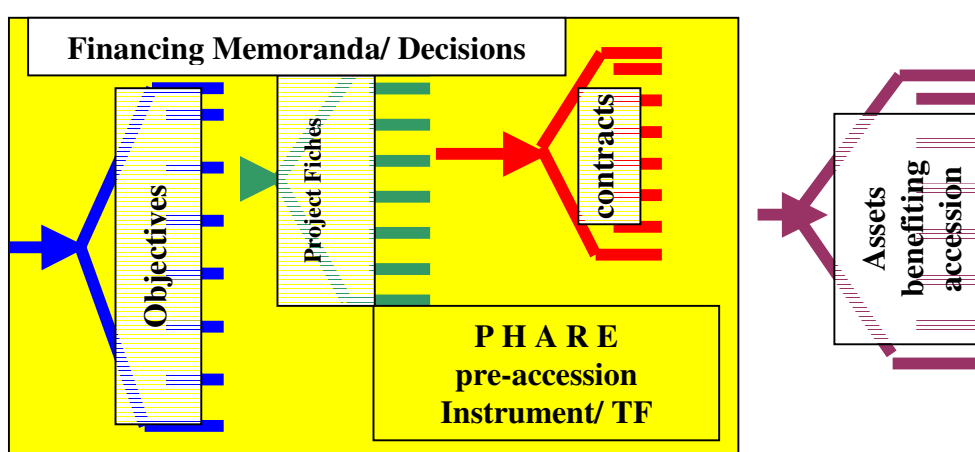 Financing Memoranda/ Decisions
Objectives
Project Fiches
contracts
P H A R E
pre-accession
Instrument/ TF
Assets
benefiting
accession